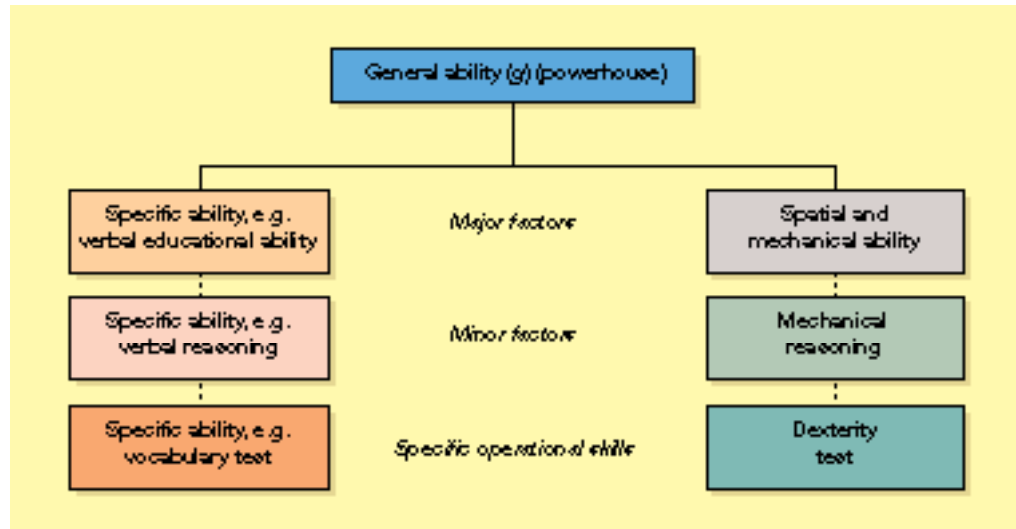 General ability (g) (powerhouse)
Specific ability, e.g.
verbal educational ability
Major factors
Spatial and
mechanical ability
Specific ability, e.g.
verbal reasoning
Minor factors
Mechanical
reasoning
Specific ability, e.g.
vocabulary test
Specific operational skills
Dexterity
test